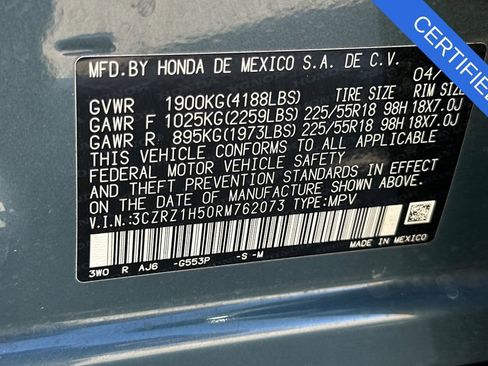 CERTIFIE
MFD.BY HONDA DE MEXICO S.A. DE C.V. 04/
GVWR 1900KG(4188LBS) TIRE SIZE RIM SIZE
GAWR F 1025KG(2259LBS) 225/55R18 98H 18X7.0J
GAWR R 895KG(1973LBS) 225/55R18 98H 18X7.0J
THIS VEHICLE CONFORMS TO ALL APPLICABLE
FEDERAL MOTOR VEHICLE SAFETY
AND THEFT PREVENTION STANDARDS IN EFFECT
ON THE DATE OF MANUFACTURE SHOWN ABOVE.
V.I.N:3CZRZ1H50RM762073 TYPE:MPV
3WO R AJ6 -G553P -S -M MADE IN MEXICO